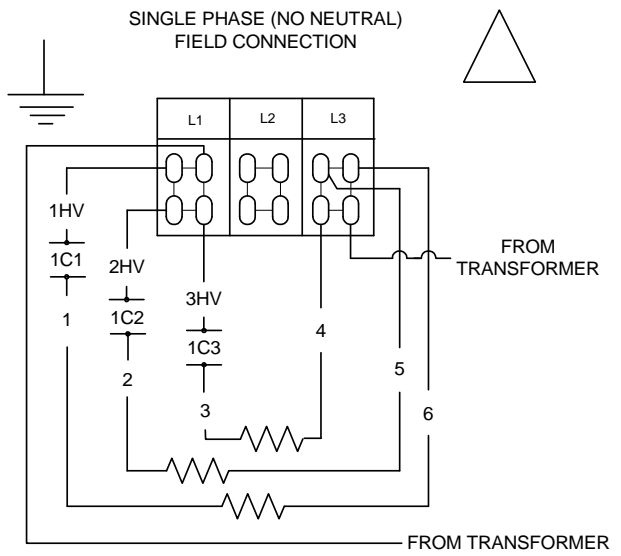 SINGLE PHASE (NO NEUTRAL)
FIELD CONNECTION
L1
L2
L3
1HV
1C1
2HV
1C2
3HV
1C3
FROM
TRANSFORMER
1
2
3
4
5
6
FROM TRANSFORMER